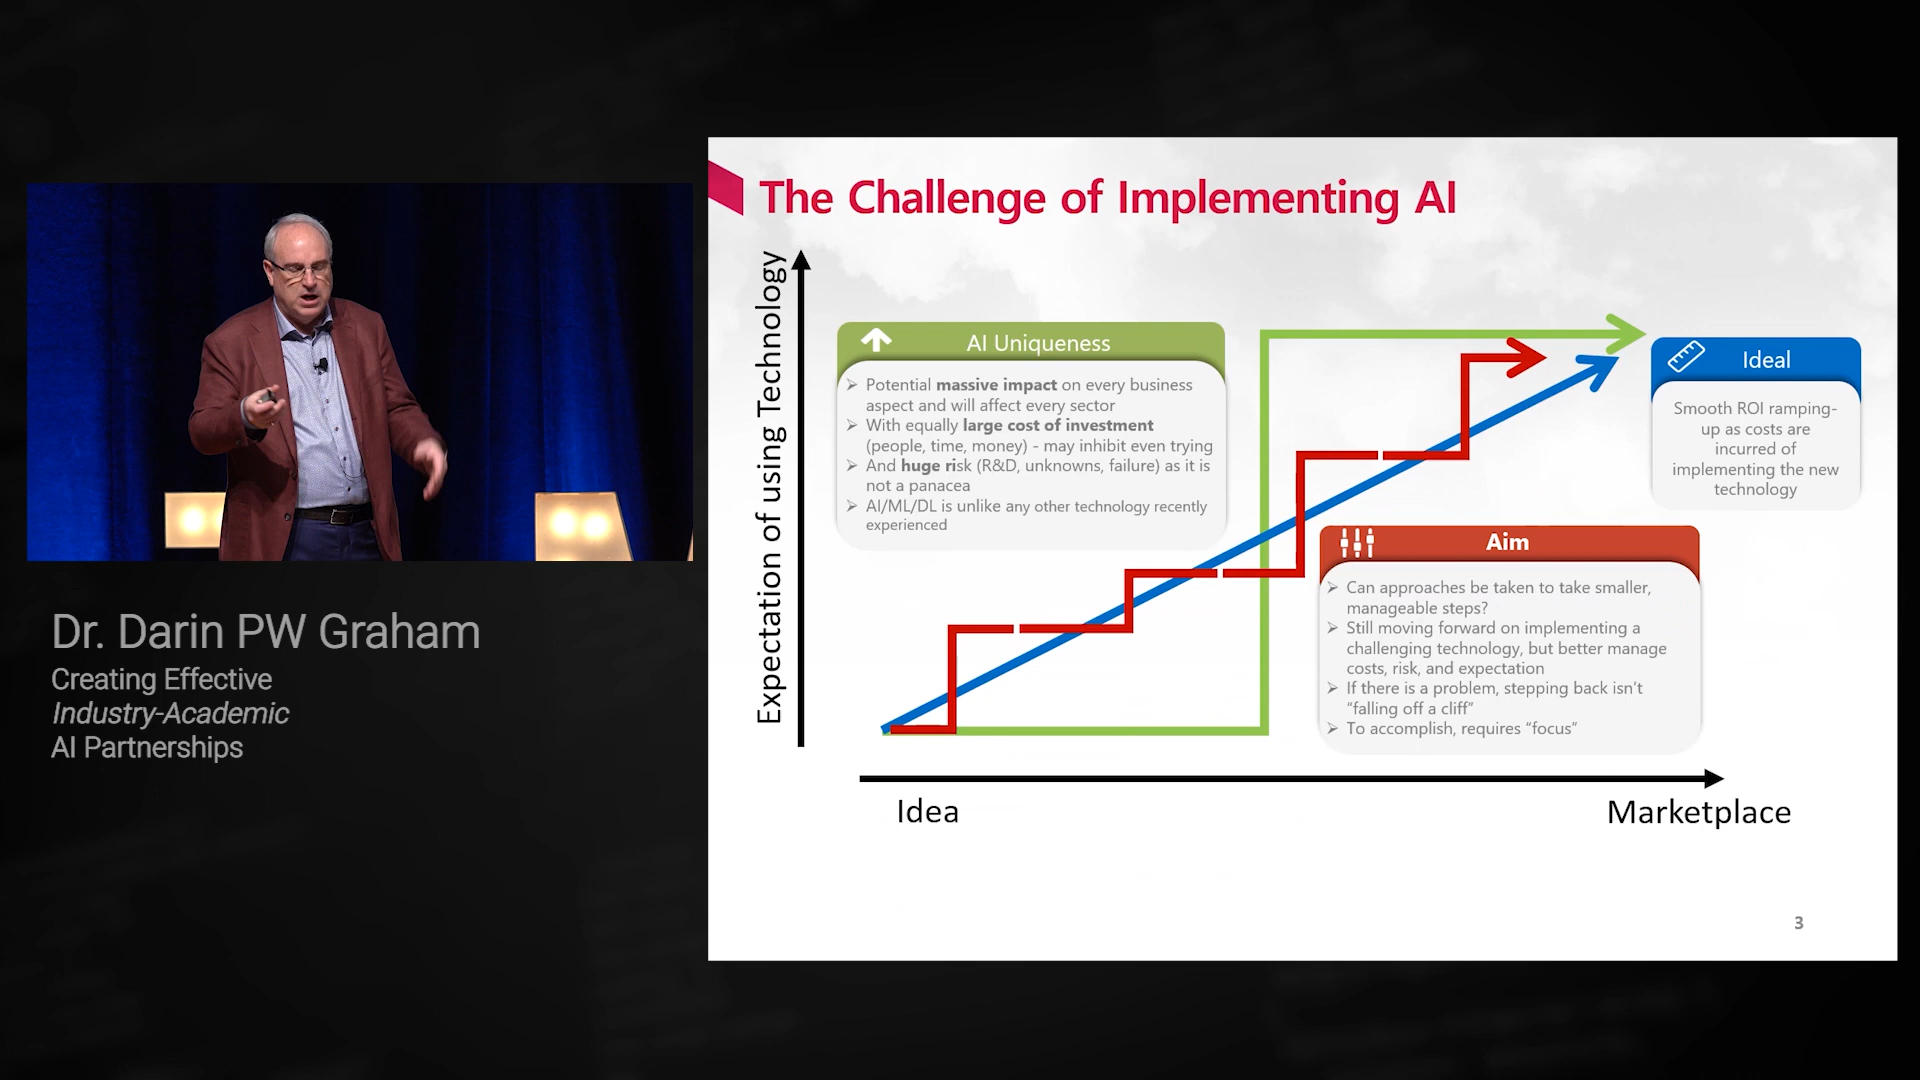 Dr. Darin PW Graham
Creating Effective
Industry-Academic
AI Partnerships
The Challenge of Implementing AI
Expectation of using Technology
AI Uniqueness
Potential massive impact on every business
aspect and will affect every sector
With equally large cost of investment
(people, time, money) - may inhibit even trying
And huge risk (R&D, unknowns, failure) as it is
not a panacea
AI/ML/DL is unlike any other technology recently
experienced
Ideal
Smooth ROI ramping-
up as costs are
incurred of
implementing the new
technology
Aim
Can approaches be taken to take smaller,
manageable steps?
Still moving forward on implementing a
challenging technology, but better manage
costs, risk, and expectation
If there is a problem, stepping back isn't
“falling off a cliff”
To accomplish, requires “focus”
Idea
Marketplace
3